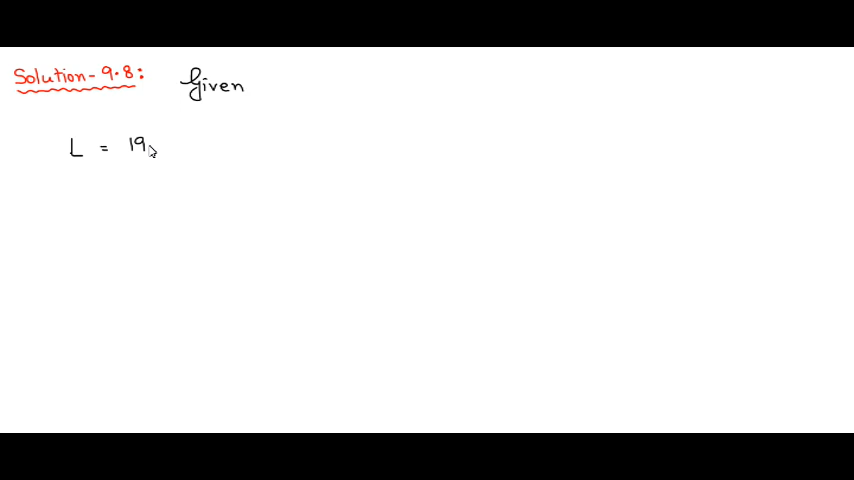 Solution-9.8: Given
L = 19